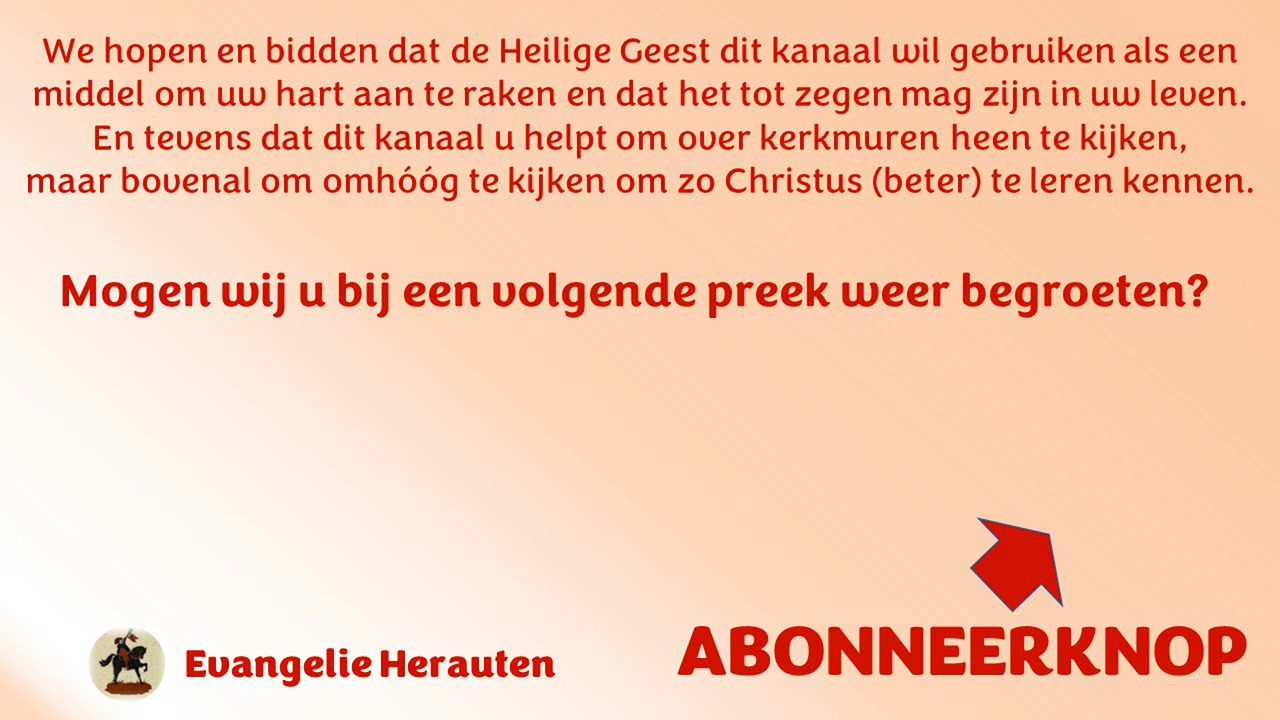 We hopen en bidden dat de Heilige Geest dit kanaal wil gebruiken als een
middel om uw hart aan te raken en dat het tot zegen mag zijn in uw leven.
En tevens dat dit kanaal u helpt om over kerkmuren heen te kijken,
maar bovenal om omhóóg te kijken om zo Christus (beter) te leren kennen.
Mogen wij u bij een volgende preek weer begroeten?
Evangelie Herauten
ABONNEERKNOP